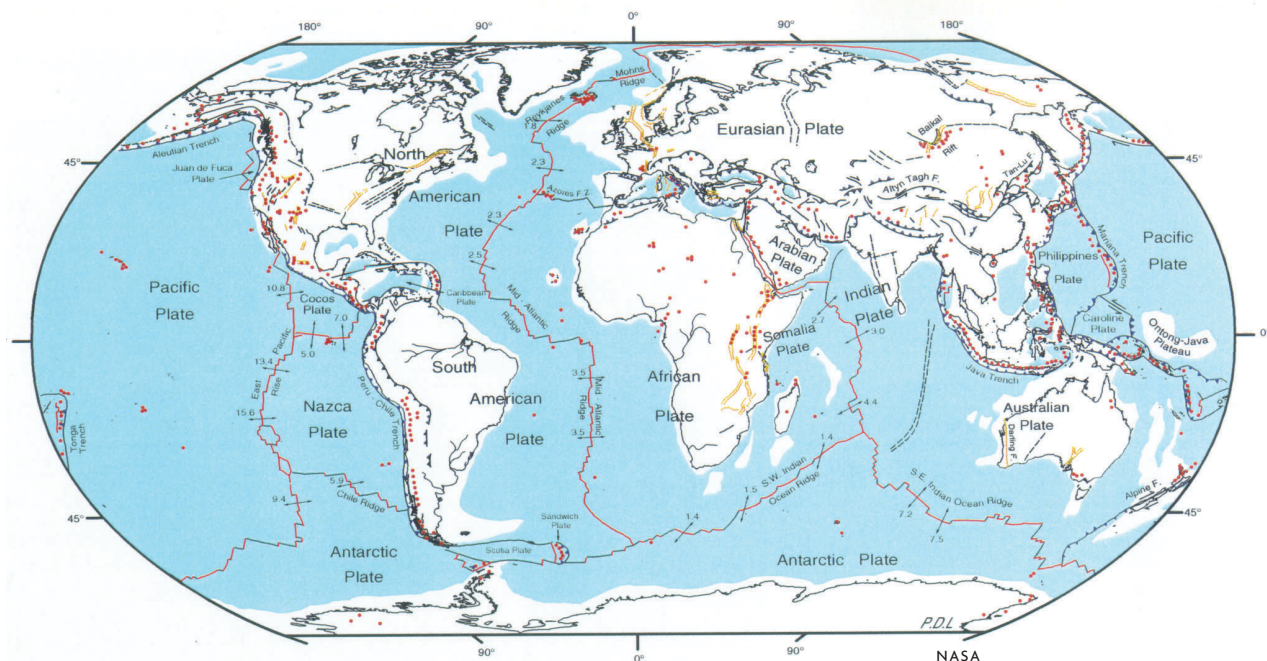 180°
90°
0°
90°
180°
Mohns
Ridge
Reykjanes
Ridge
1.8
Eurasian Plate
Baikal
Rift
Aleutian Trench
45°
45°
North
American
Plate
Juan de Fuca
Plate
2.3
Azores F.Z.
Altyn Tagh F.
Tan-Lu F.
2.3
2.5
Arabian
Plate
Philippines
Plate
Mariana Trench
Pacific
Plate
Pacific
Plate
10.8
Cocos
Plate
7.0
5.0
Caribbean
Plate
Mid-Atlantic
Ridge
Indian
Plate
2.7
3.0
Somalia
Plate
Caroline
Plate
Ontong-Java
Plateau
0
0°
13.4
East Pacific
Rise
15.6
South
American
Plate
3.5
Mid Atlantic
Ridge
3.5
African
Plate
Java Trench
4.4
Nazca
Plate
Peru-Chile Trench
Australian
Plate
Darling F.
Tonga
Trench
1.4
S.W. Indian
Ocean Ridge
1.5
1.4
S.E. Indian Ocean Ridge
7.2
7.5
Alpine F.
5.9
Chile Ridge
9.4
45°
45°
Sandwich
Plate
Scotia Plate
Antarctic
Plate
Antarctic Plate
P.D.L
180°
90°
0°
90°
180°
NASA